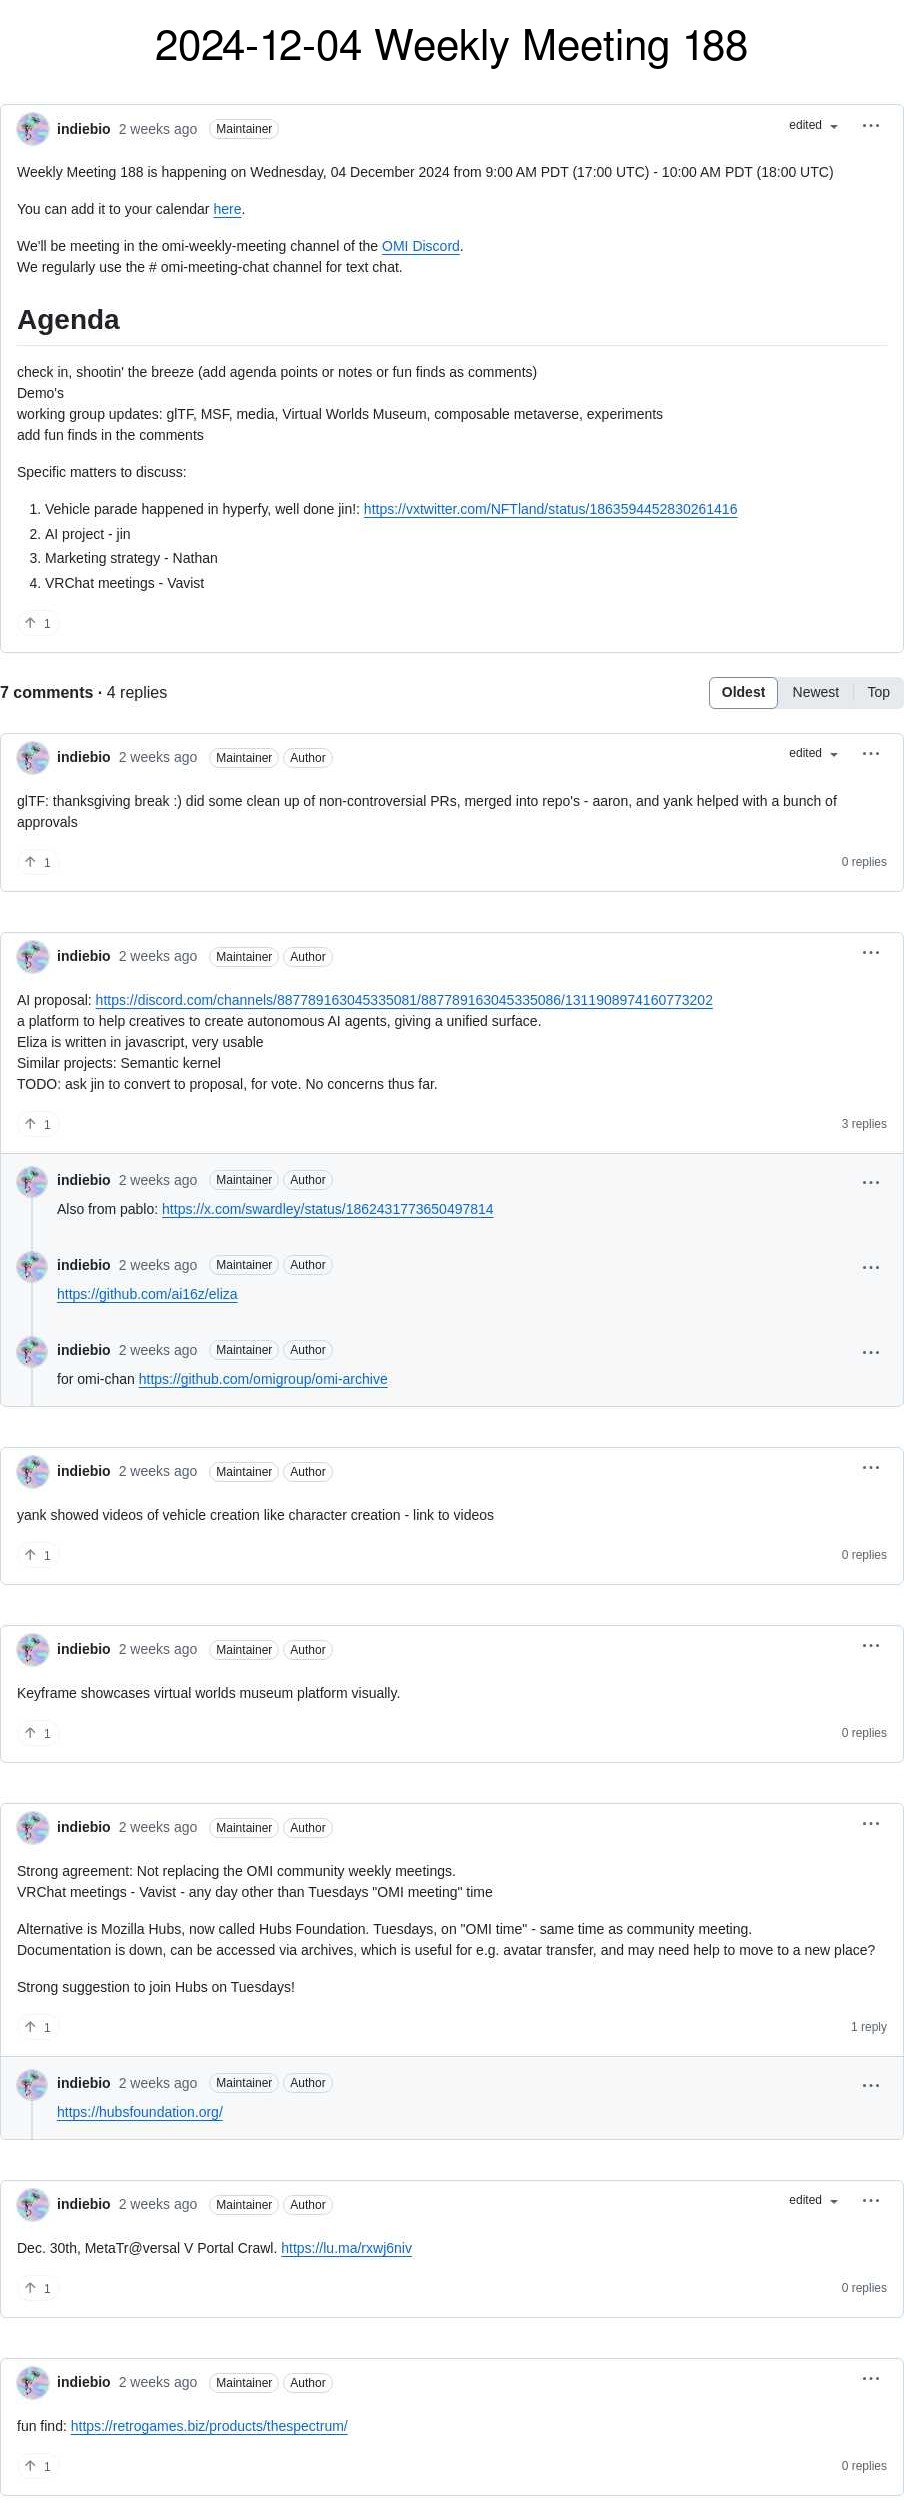 2024-12-04 Weekly Meeting 188
indiebio 2 weeks ago Maintainer edited
Weekly Meeting 188 is happening on Wednesday, 04 December 2024 from 9:00 AM PDT (17:00 UTC) - 10:00 AM PDT (18:00 UTC)
You can add it to your calendar here.
We'll be meeting in the omi-weekly-meeting channel of the OMI Discord.
We regularly use the # omi-meeting-chat channel for text chat.
Agenda
check in, shootin' the breeze (add agenda points or notes or fun finds as comments)
Demo's
working group updates: glTF, MSF, media, Virtual Worlds Museum, composable metaverse, experiments
add fun finds in the comments
Specific matters to discuss:
1. Vehicle parade happened in hyperfy, well done jin!: https://vxtwitter.com/NFTland/status/1863594452830261416
2. AI project - jin
3. Marketing strategy - Nathan
4. VRChat meetings - Vavist
1
7 comments · 4 replies Oldest Newest Top
indiebio 2 weeks ago Maintainer Author edited
glTF: thanksgiving break :) did some clean up of non-controversial PRs, merged into repo's - aaron, and yank helped with a bunch of
approvals
1 0 replies
indiebio 2 weeks ago Maintainer Author
AI proposal: https://discord.com/channels/887789163045335081/887789163045335086/1311908974160773202
a platform to help creatives to create autonomous AI agents, giving a unified surface.
Eliza is written in javascript, very usable
Similar projects: Semantic kernel
TODO: ask jin to convert to proposal, for vote. No concerns thus far.
1 3 replies
indiebio 2 weeks ago Maintainer Author
Also from pablo: https://x.com/swardley/status/1862431773650497814
indiebio 2 weeks ago Maintainer Author
https://github.com/ai16z/eliza
indiebio 2 weeks ago Maintainer Author
for omi-chan https://github.com/omigroup/omi-archive
indiebio 2 weeks ago Maintainer Author
yank showed videos of vehicle creation like character creation - link to videos
1 0 replies
indiebio 2 weeks ago Maintainer Author
Keyframe showcases virtual worlds museum platform visually.
1 0 replies
indiebio 2 weeks ago Maintainer Author
Strong agreement: Not replacing the OMI community weekly meetings.
VRChat meetings - Vavist - any day other than Tuesdays "OMI meeting" time
Alternative is Mozilla Hubs, now called Hubs Foundation. Tuesdays, on "OMI time" - same time as community meeting.
Documentation is down, can be accessed via archives, which is useful for e.g. avatar transfer, and may need help to move to a new place?
Strong suggestion to join Hubs on Tuesdays!
1 1 reply
indiebio 2 weeks ago Maintainer Author
https://hubsfoundation.org/
indiebio 2 weeks ago Maintainer Author edited
Dec. 30th, MetaTr@versal V Portal Crawl. https://lu.ma/rxwj6niv
1 0 replies
indiebio 2 weeks ago Maintainer Author
fun find: https://retrogames.biz/products/thespectrum/
1 0 replies